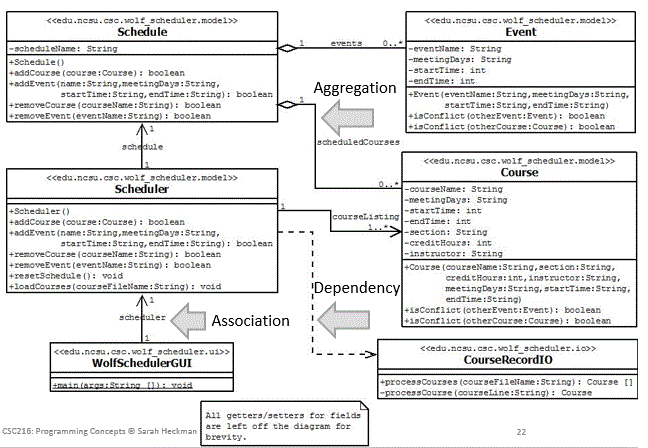 <<edu.ncsu.csc.wolf_scheduler.model>>
Schedule
-scheduleName: String
+Schedule()
+addCourse(course:Course): boolean
+addEvent(name:String,meetingDays:String,
startTime:String,endTime:String): boolean
+removeCourse(courseName:String): boolean
+removeEvent(eventName:String): boolean
1
events
0..*
<<edu.ncsu.csc.wolf_scheduler.model>>
Event
-eventName: String
-meetingDays: String
-startTime: int
-endTime: int
+Event(eventName:String,meetingDays:String,
startTime:String,endTime:String)
+isConflict(otherEvent:Event): boolean
+isConflict(otherCourse:Course): boolean
Aggregation
1
scheduledCourses
0..*
1
schedule
1
<<edu.ncsu.csc.wolf_scheduler.model>>
Scheduler
+Scheduler()
+addCourse(course:Course): boolean
+addEvent(name:String,meetingDays:String,
startTime:String,endTime:String): boolean
+removeCourse(courseName:String): boolean
+removeEvent(eventName:String): boolean
+resetSchedule(): void
+loadCourses(courseFileName:String): void
1
courseListing
1..*
<<edu.ncsu.csc.wolf_scheduler.model>>
Course
-courseName: String
-meetingDays: String
-startTime: int
-endTime: int
-section: String
-creditHours: int
-instructor: String
+Course(courseName:String,section:String,
creditHours:int,instructor:String,
meetingDays:String,startTime:String,
endTime:String)
+isConflict(otherEvent:Event): boolean
+isConflict(otherCourse:Course): boolean
Dependency
1
scheduler
1
Association
<<edu.ncsu.csc.wolf_scheduler.ui>>
WolfSchedulerGUI
+main(args:String []): void
<<edu.ncsu.csc.wolf_scheduler.io>>
CourseRecordIO
+processCourses(courseFileName:String): Course []
-processCourse(courseLine:String): Course
All getters/setters for fields
are left off the diagram for
brevity.
CSC216: Programming Concepts © Sarah Heckman
22